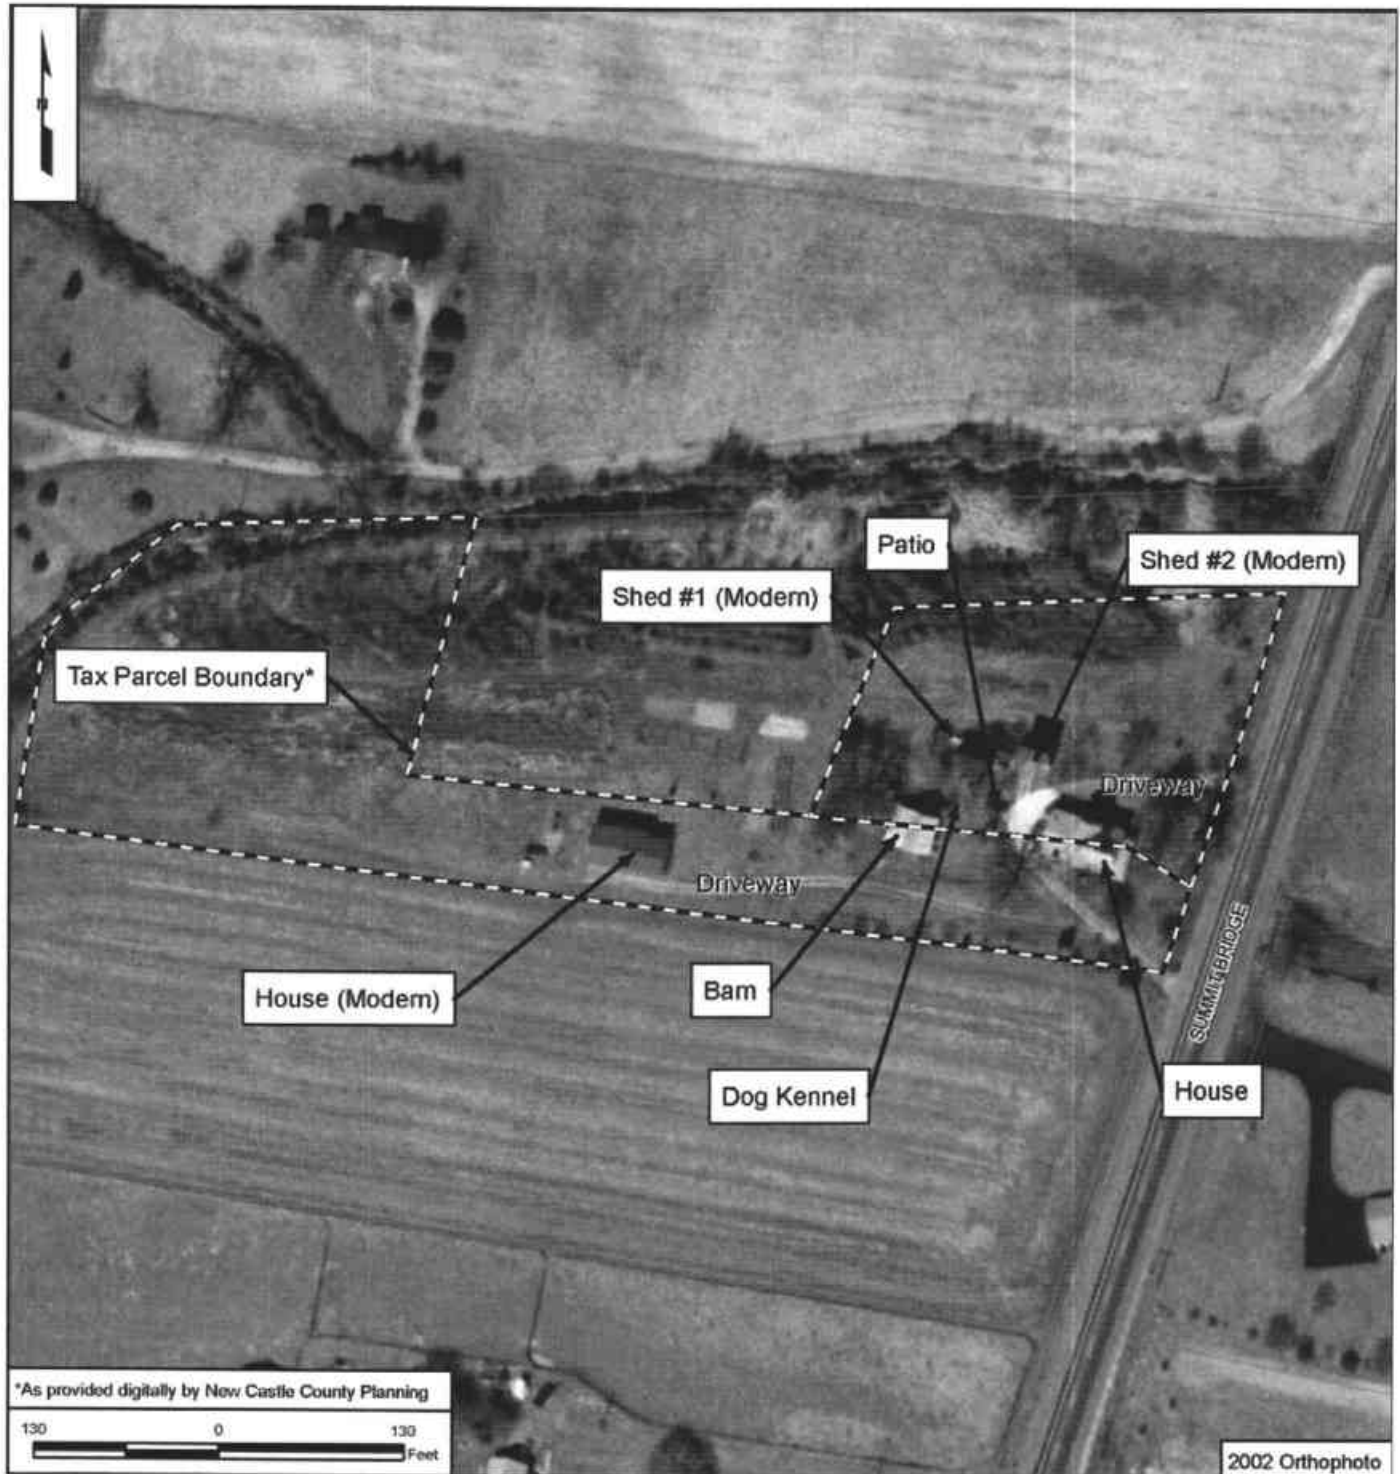 N
Patio
Shed #2 (Modern)
Shed #1 (Modern)
Tax Parcel Boundary*
Driveway
Driveway
SUMMIT BRIDGE
House (Modern)
Barn
Dog Kennel
House
*As provided digitally by New Castle County Planning
130 0 130
Feet
2002 Orthophoto